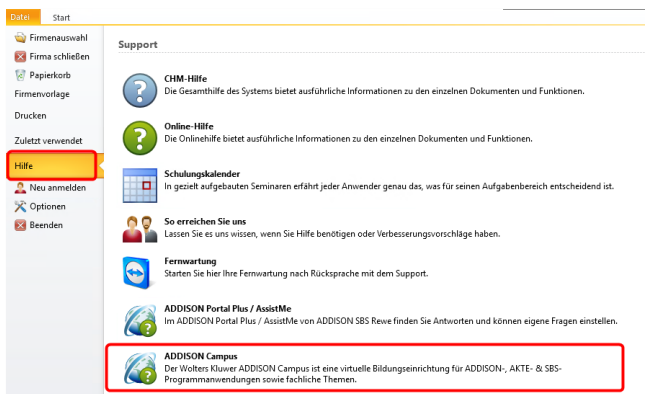 Datei Start
Firmenauswahl
Firma schließen
Papierkorb
Firmenvorlage
Drucken
Zuletzt verwendet
Hilfe
Neu anmelden
Optionen
Beenden
Support
CHM-Hilfe
Die Gesamthilfe des Systems bietet ausführliche Informationen zu den einzelnen Dokumenten und Funktionen.
Online-Hilfe
Die Onlinehilfe bietet ausführliche Informationen zu den einzelnen Dokumenten und Funktionen.
Schulungskalender
In gezielt aufgebauten Seminaren erfährt jeder Anwender genau das, was für seinen Aufgabenbereich entscheidend ist.
So erreichen Sie uns
Lassen Sie es uns wissen, wenn Sie Hilfe benötigen oder Verbesserungsvorschläge haben.
Fernwartung
Starten Sie hier Ihre Fernwartung nach Rücksprache mit dem Support.
ADDISON Portal Plus / AssistMe
Im ADDISON Portal Plus / AssistMe von ADDISON SBS Rewe finden Sie Antworten und können eigene Fragen einstellen.
ADDISON Campus
Der Wolters Kluwer ADDISON Campus ist eine virtuelle Bildungseinrichtung für ADDISON-, AKTE- & SBS-
Programmanwendungen sowie fachliche Themen.